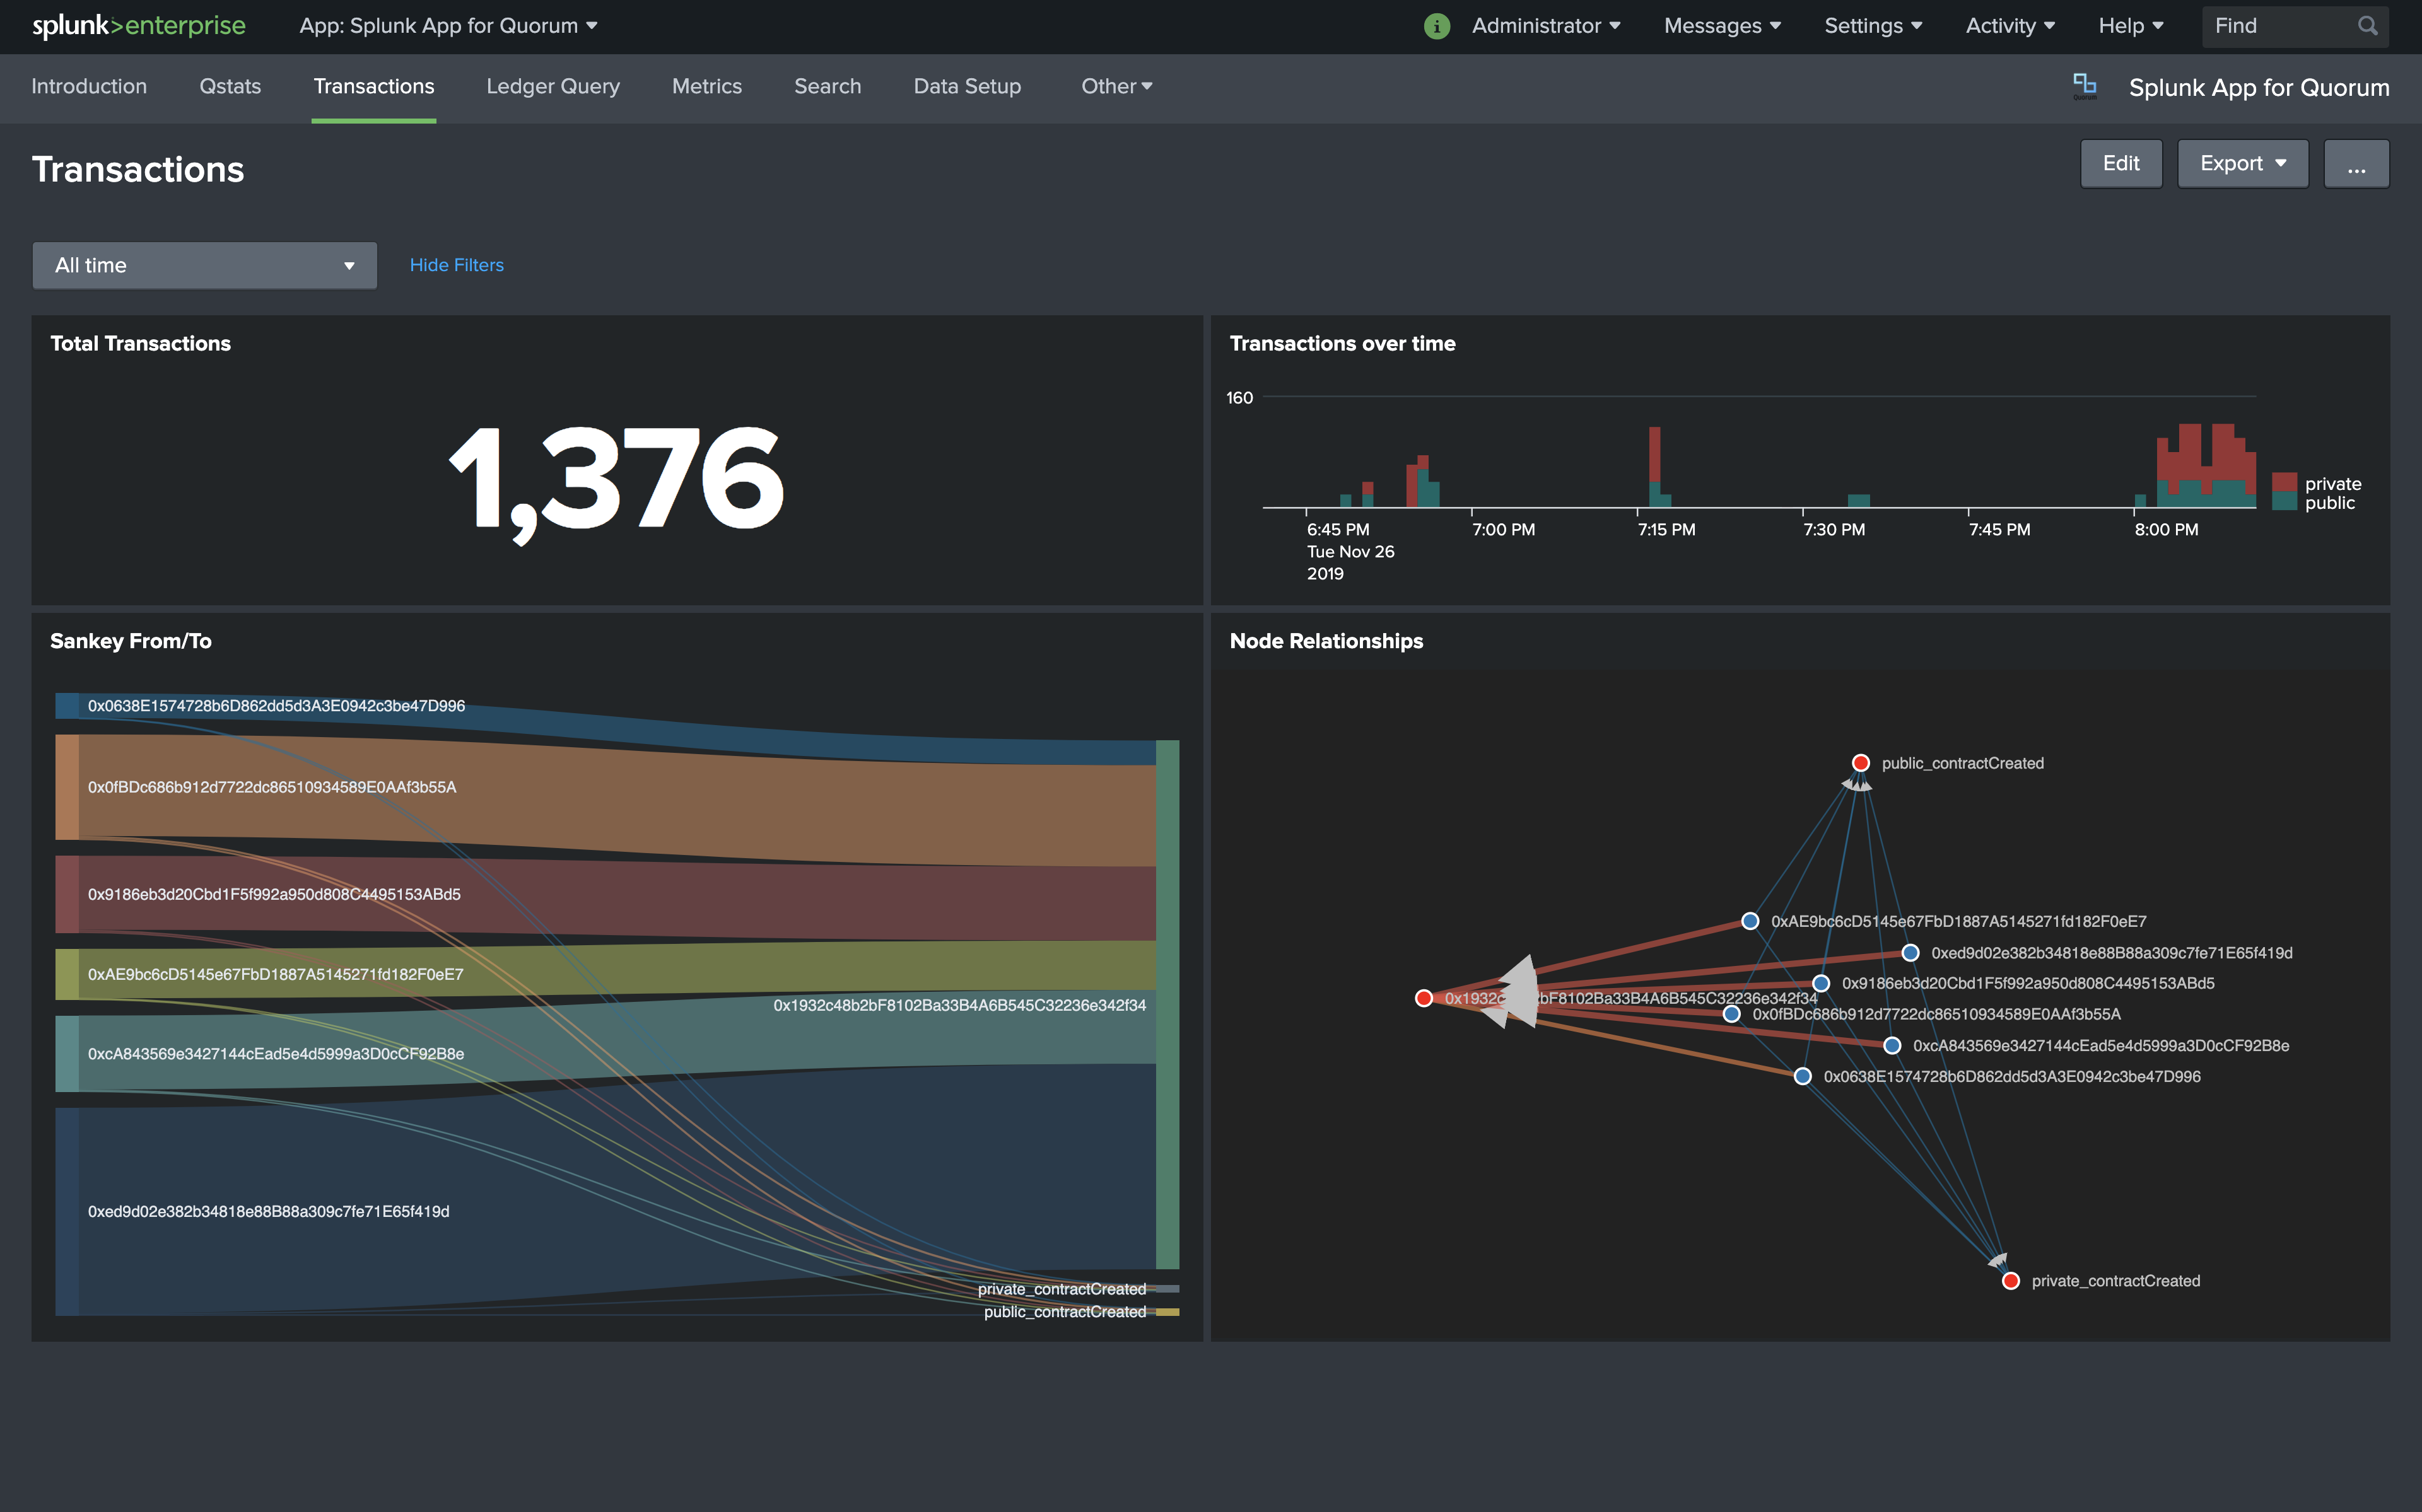 splunk>enterprise App: Splunk App for Quorum i Administrator Messages Settings Activity Help Find
Introduction Qstats Transactions Ledger Query Metrics Search Data Setup Other Quorum Splunk App for Quorum
Transactions
Edit Export ...
All time Hide Filters
Total Transactions
1,376
Transactions over time
160
6:45 PM 7:00 PM 7:15 PM 7:30 PM 7:45 PM 8:00 PM
Tue Nov 26
2019
private
public
Sankey From/To
0x0638E1574728b6D862dd5d3A3E0942c3be47D996
0x0fBDc686b912d7722dc86510934589E0AAf3b55A
0x9186eb3d20Cbd1F5f992a950d808C4495153ABd5
0xAE9bc6cD5145e67FbD1887A5145271fd182F0eE7
0x1932c48b2bF8102Ba33B4A6B545C32236e342f34
0xcA843569e3427144cEad5e4d5999a3D0cCF92B8e
0xed9d02e382b34818e88B88a309c7fe71E65f419d
private_contractCreated
public_contractCreated
Node Relationships
public_contractCreated
0xAE9bc6cD5145e67FbD1887A5145271fd182F0eE7
0xed9d02e382b34818e88B88a309c7fe71E65f419d
0x9186eb3d20Cbd1F5f992a950d808C4495153ABd5
0x1932c48b2bF8102Ba33B4A6B545C32236e342f34
0x0fBDc686b912d7722dc86510934589E0AAf3b55A
0xcA843569e3427144cEad5e4d5999a3D0cCF92B8e
0x0638E1574728b6D862dd5d3A3E0942c3be47D996
private_contractCreated